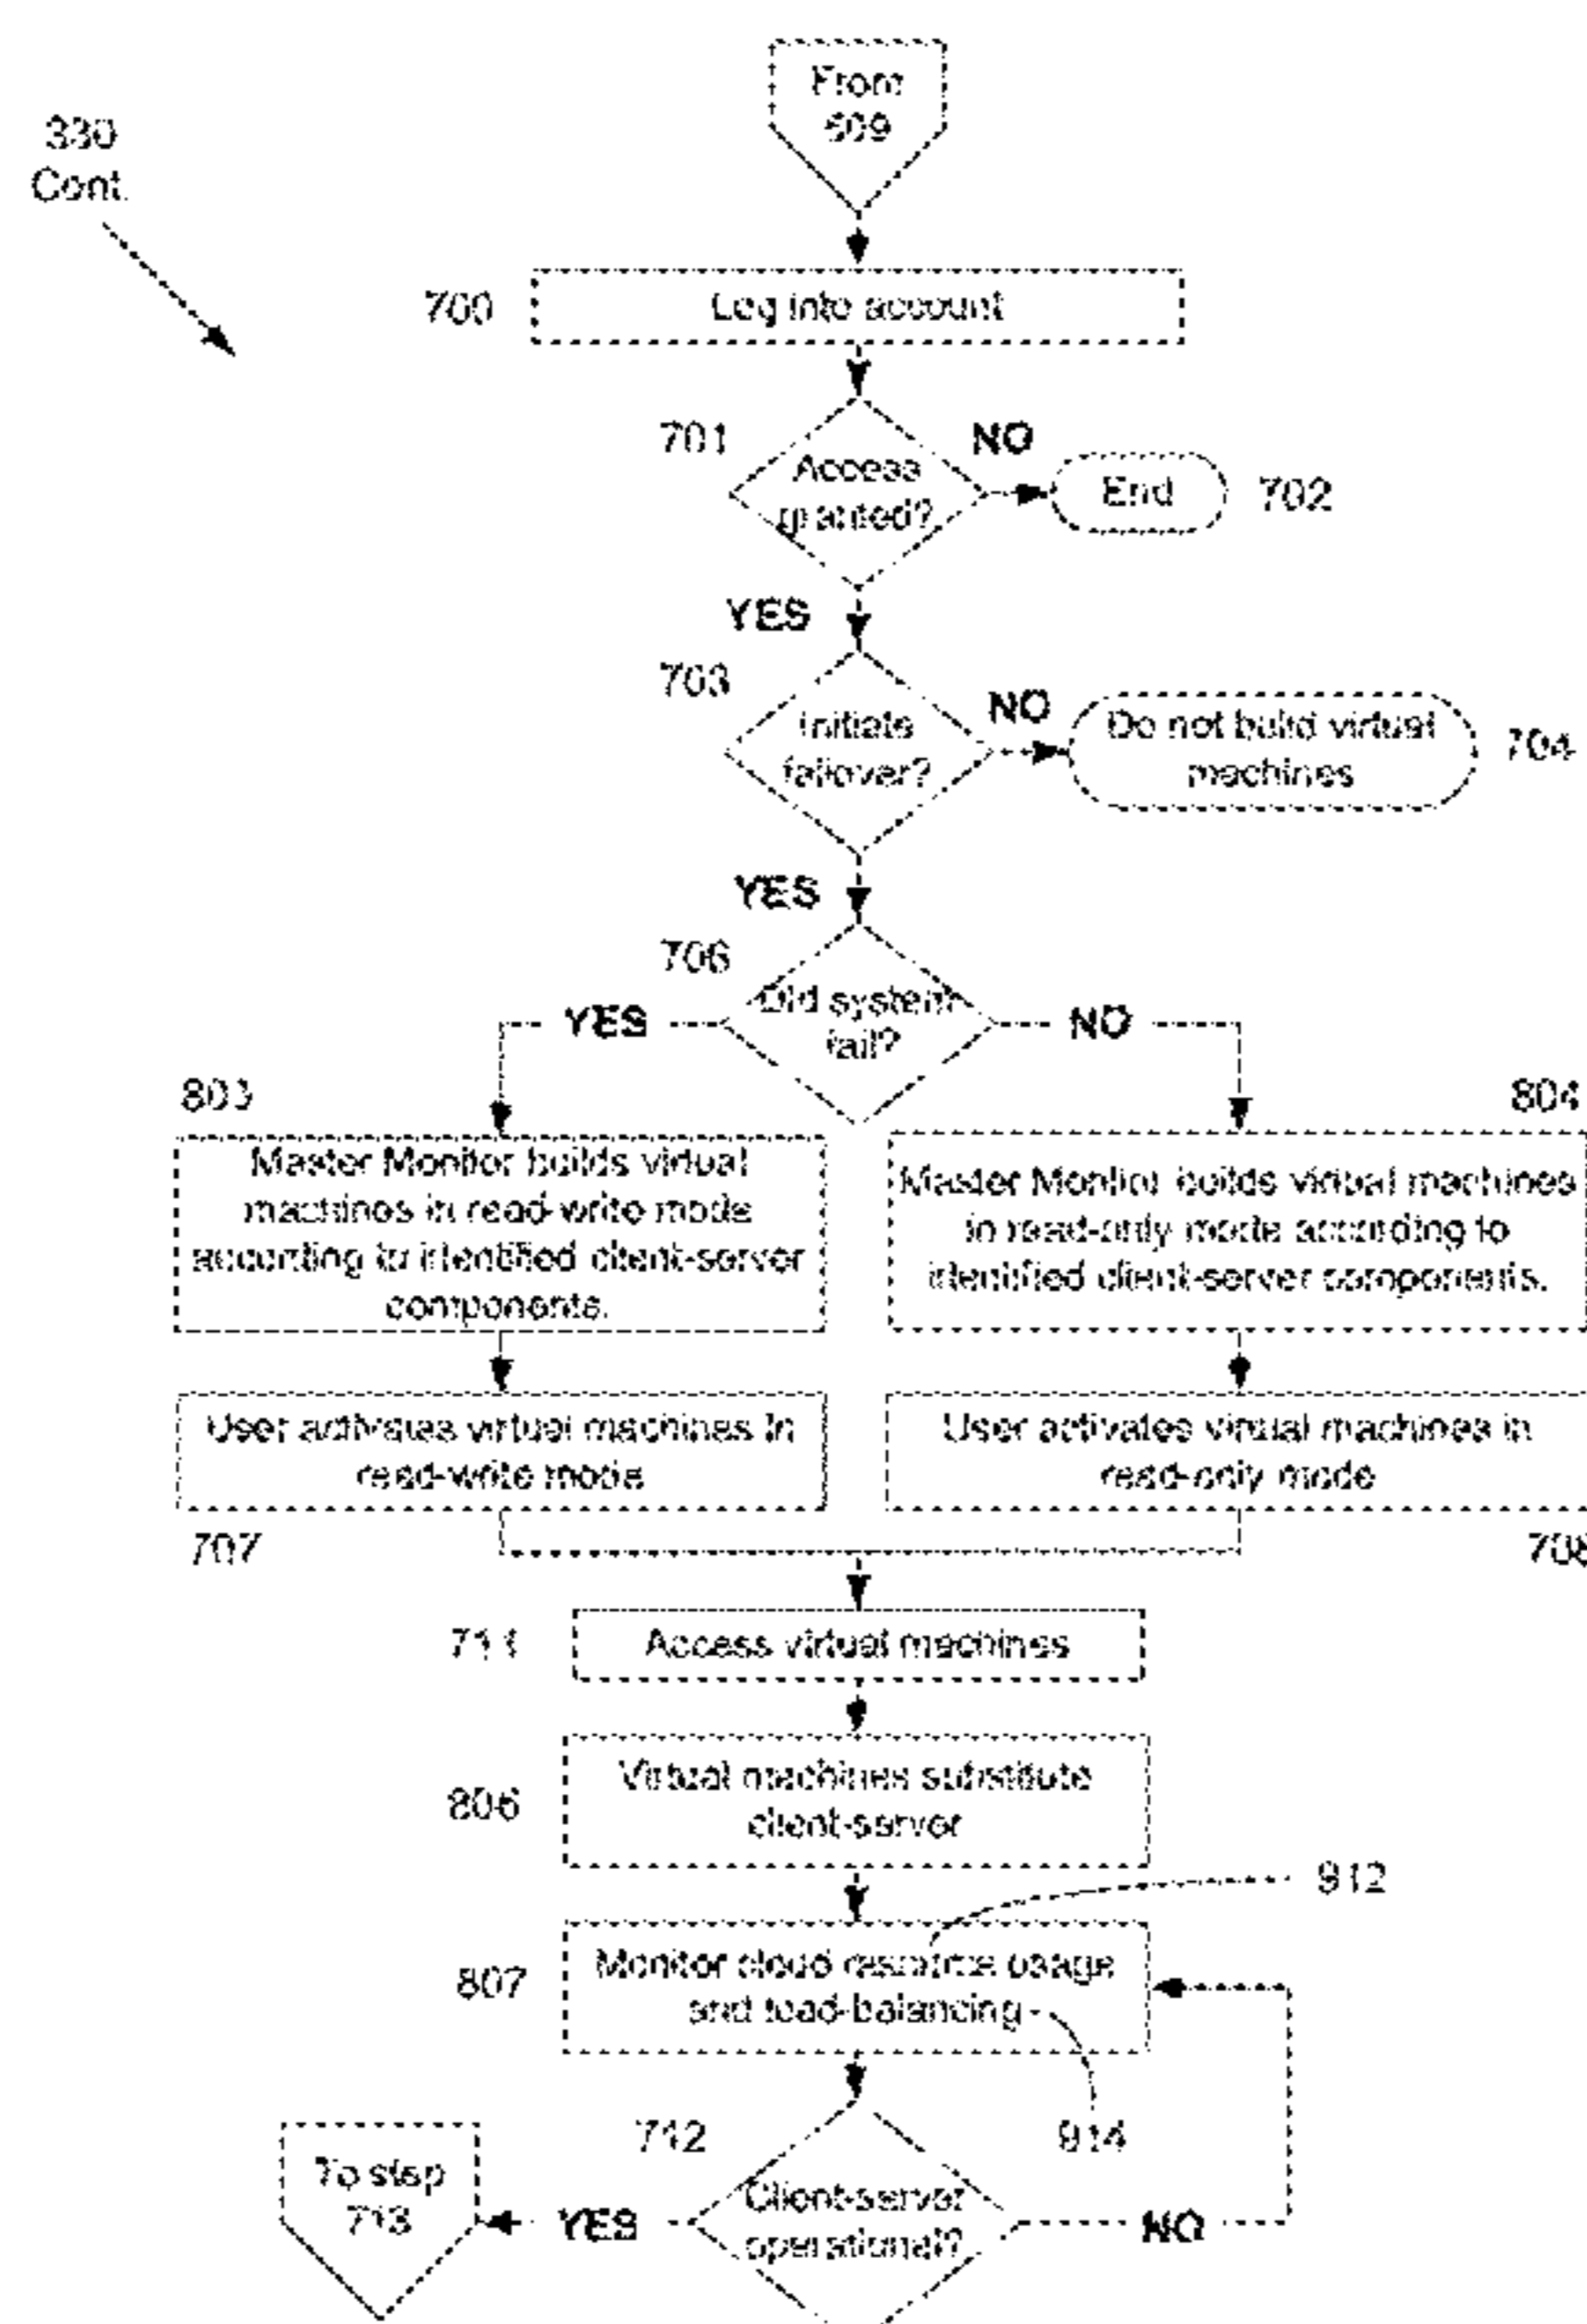 From
609
330
Cont.
700
Log into account
701
Access
granted?
NO
End
702
YES
703
Initiate
failover?
NO
Do not build virtual
machines
704
YES
706
Did system
fail?
YES
NO
803
804
Master Monitor builds virtual
machines in read-write mode
according to identified client-server
components.
Master Monitor builds virtual machines
in read-only mode according to
identified client-server components.
User activates virtual machines in
read-write mode
User activates virtual machines in
read-only mode
707
708
711
Access virtual machines
806
Virtual machines substitute
client-server
912
807
Monitor cloud resource usage
and load-balancing
914
712
Client-server
operational?
To step
713
YES
NO